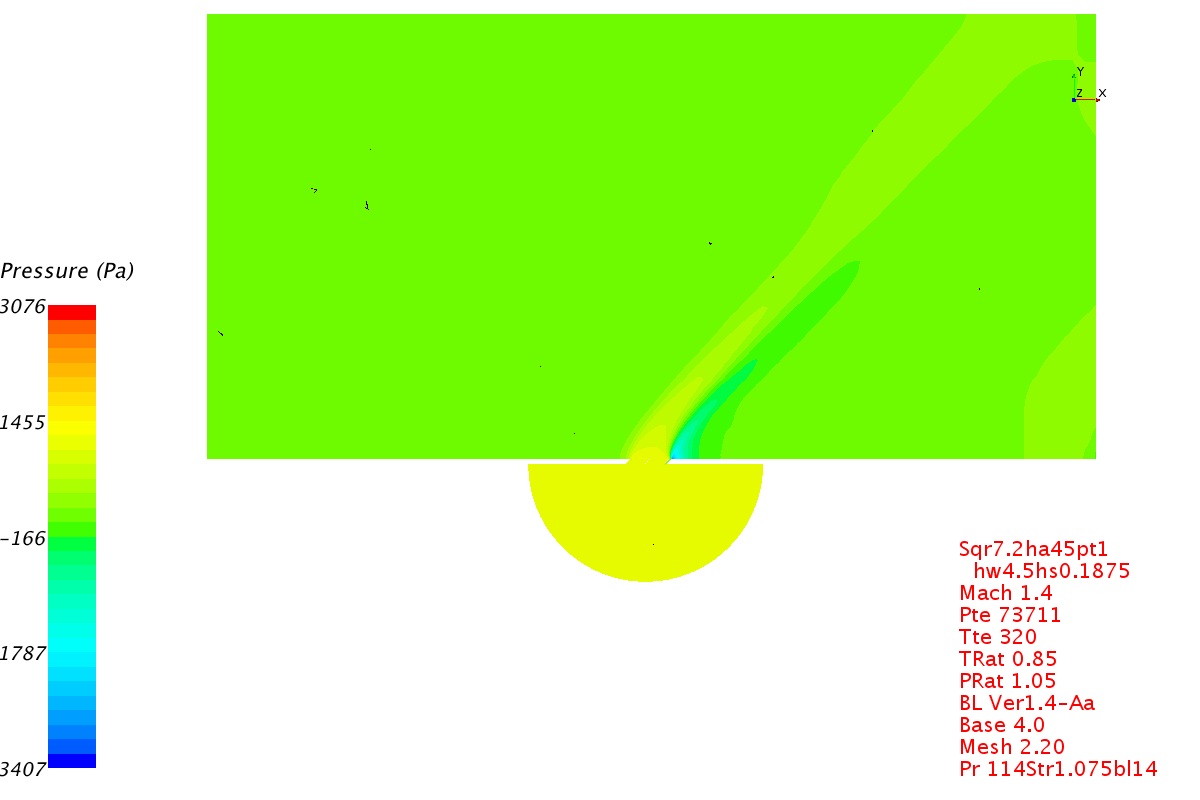 Y
Z X
Pressure (Pa)
3076
1455
-166
1787
3407
Sqr7.2ha45pt1
hw4.5hs0.1875
Mach 1.4
Pte 73711
Tte 320
TRat 0.85
PRat 1.05
BL Ver1.4-Aa
Base 4.0
Mesh 2.20
Pr 114Str1.075bl14